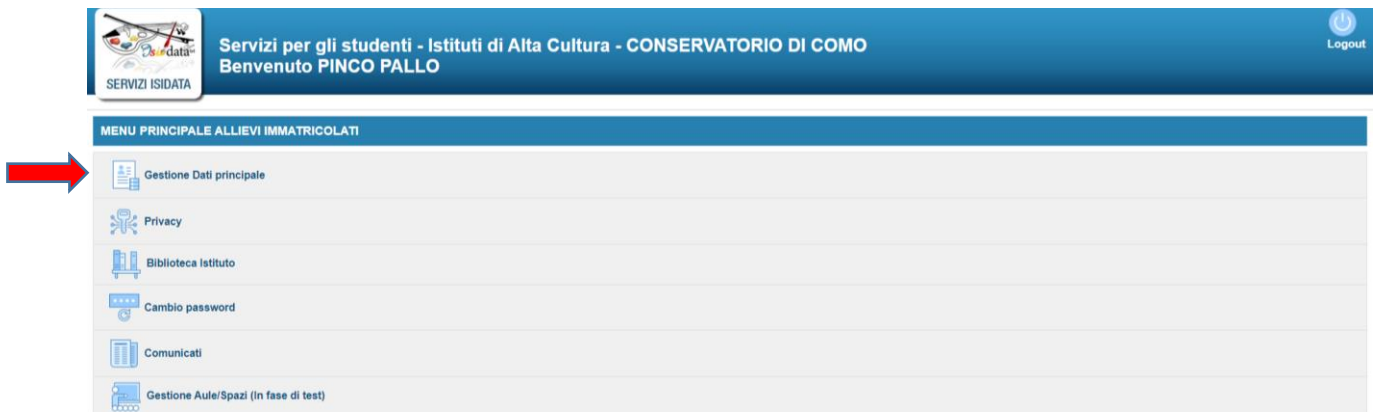 Isidata
SERVIZI ISIDATA
Servizi per gli studenti - Istituti di Alta Cultura - CONSERVATORIO DI COMO
Benvenuto PINCO PALLO
Logout
MENU PRINCIPALE ALLIEVI IMMATRICOLATI
Gestione Dati principale
Privacy
Biblioteca Istituto
Cambio password
Comunicati
Gestione Aule/Spazi (In fase di test)